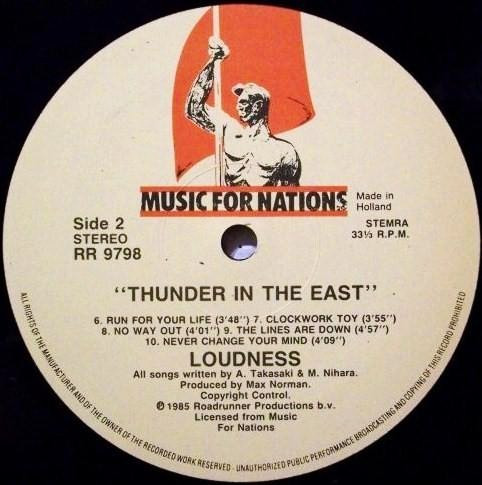 MUSIC FOR NATIONS
Made in
Holland
Side 2
STEREO
RR 9798
STEMRA
33⅓ R.P.M.
"THUNDER IN THE EAST"
6. RUN FOR YOUR LIFE (3'48'') 7. CLOCKWORK TOY (3'55'')
8. NO WAY OUT (4'01'') 9. THE LINES ARE DOWN (4'57'')
10. NEVER CHANGE YOUR MIND (4'09'')
LOUDNESS
All songs written by A. Takasaki & M. Nihara.
Produced by Max Norman.
Copyright Control.
℗ 1985 Roadrunner Productions b.v.
Licensed from Music
For Nations
ALL RIGHTS OF THE MANUFACTURER AND OF THE OWNER OF THE RECORDED WORK RESERVED - UNAUTHORIZED PUBLIC PERFORMANCE BROADCASTING AND COPYING OF THIS RECORD PROHIBITED